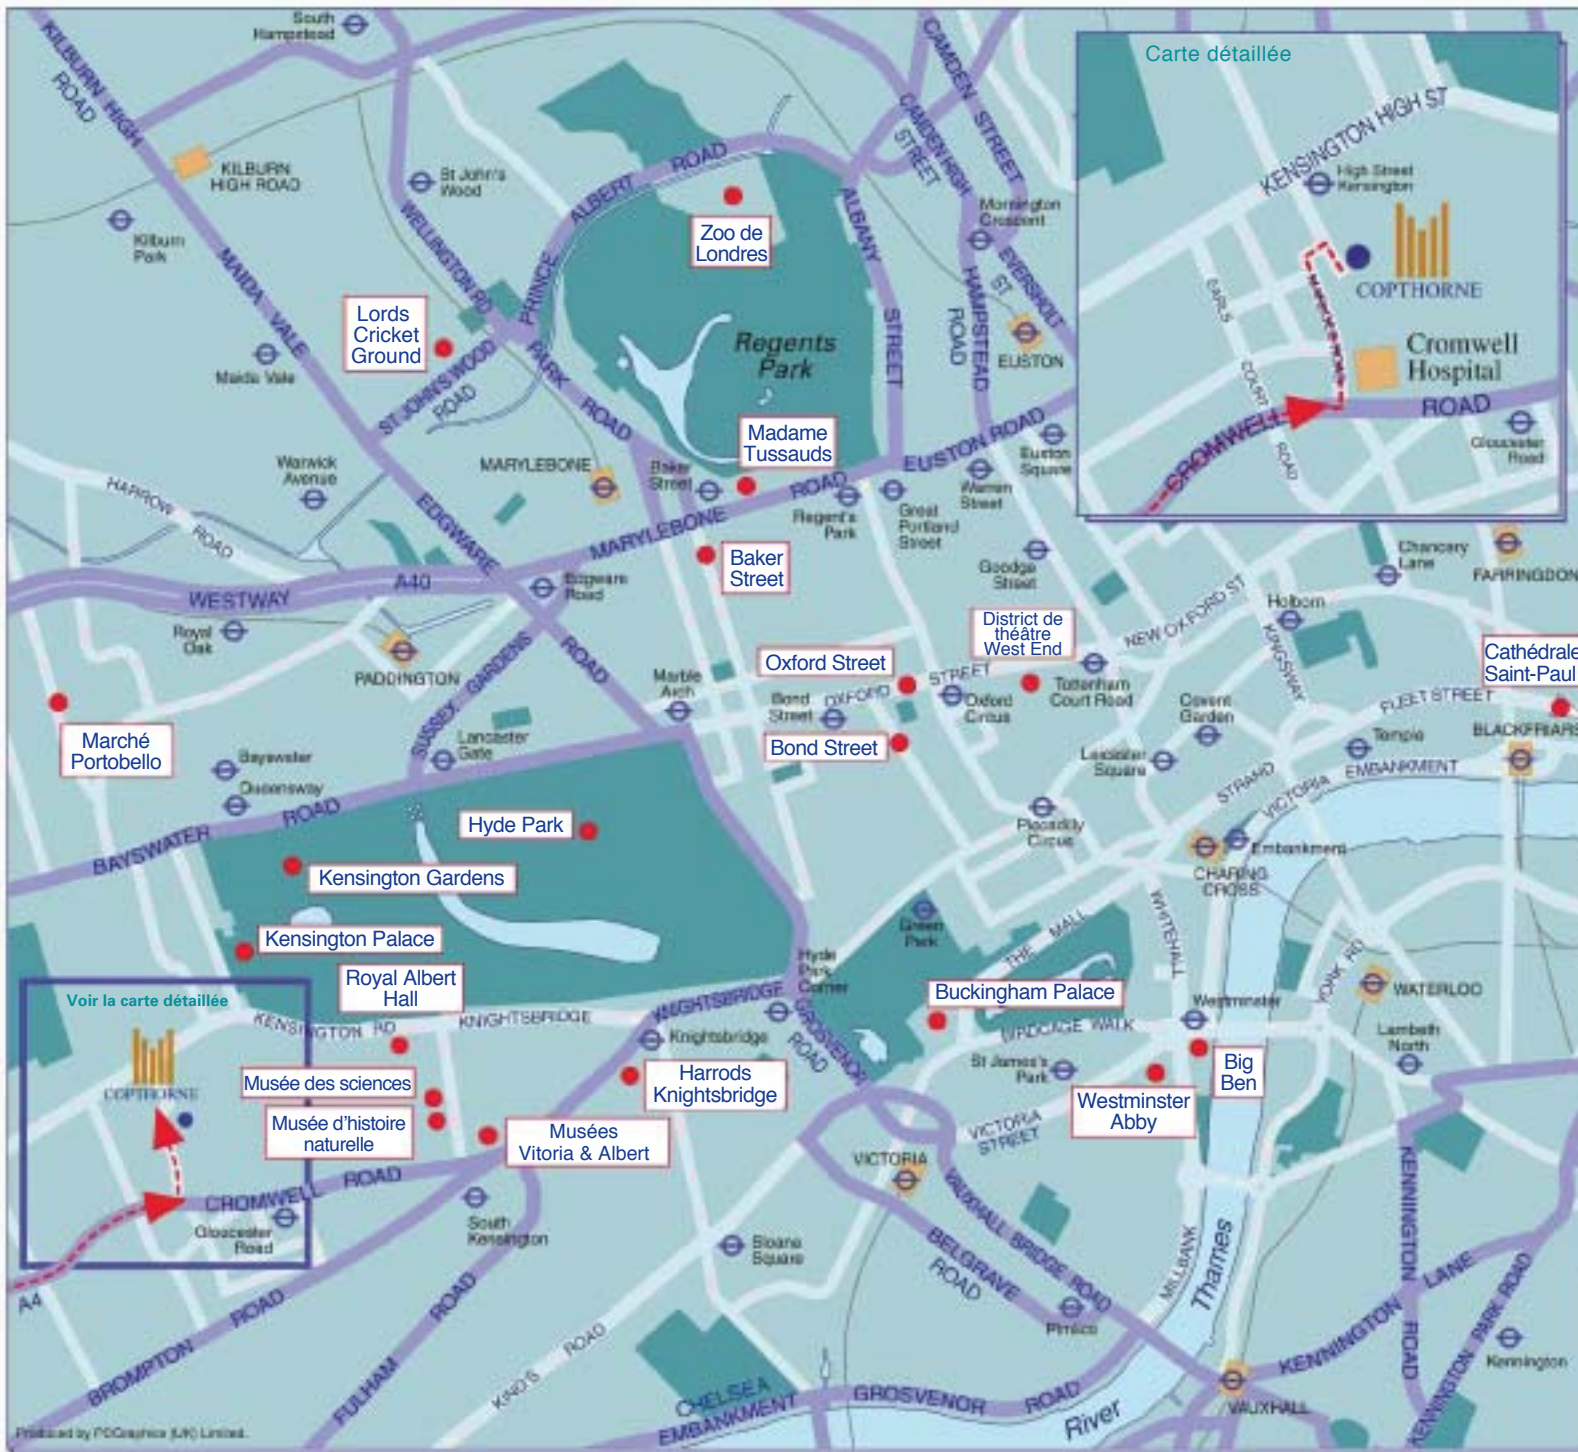 South
Hampstead
KILBURN HIGH
ROAD
KILBURN
HIGH ROAD
Kilburn
Park
St John's
Wood
WELLINGTON RD
PRINCE
ALBERT
ROAD
Zoo de
Londres
CAMDEN
STREET
CAMDEN HIGH
STREET
Mornington
Crescent
ALBANY
STREET
HAMPSTEAD
ROAD
EVERSHOLT
ST
EUSTON
Carte détaillée
KENSINGTON HIGH ST
High Street
Kensington
COPTHORNE
EARLS
COURT
ROAD
Cromwell
Hospital
CROMWELL
ROAD
Gloucester
Road
MAIDA
VALE
Maida Vale
Lords
Cricket
Ground
ST JOHN'S WOOD
ROAD
PARK
ROAD
Regents
Park
Madame
Tussauds
Warwick
Avenue
MARYLEBONE
Baker
Street
MARYLEBONE
ROAD
Regent's
Park
EUSTON ROAD
Great
Portland
Street
Warren
Street
Euston
Square
Goodge
Street
HARROW
ROAD
EDGWARE
ROAD
WESTWAY
A40
Edgware
Road
Baker
Street
Royal
Oak
PADDINGTON
SUSSEX
GARDENS
Marble
Arch
Oxford Street
Bond
Street
OXFORD
STREET
Oxford
Circus
Bond Street
District de
théâtre
West End
Tottenham
Court Road
NEW OXFORD ST
Holborn
KINGSWAY
Chancery
Lane
FARRINGDON
Cathédrale
Saint-Paul
FLEET STREET
BLACKFRIARS
Temple
Covent
Garden
Leicester
Square
STRAND
VICTORIA
EMBANKMENT
Marché
Portobello
Bayswater
Queensway
Lancaster
Gate
BAYSWATER
ROAD
Hyde Park
Kensington Gardens
Kensington Palace
Royal Albert
Hall
Piccadilly
Circus
Embankment
CHARING
CROSS
Green
Park
THE
MALL
WHITEHALL
Hyde
Park
Corner
Buckingham Palace
BIRDCAGE WALK
Westminster
YORK RD
WATERLOO
Lambeth
North
Voir la carte détaillée
COPTHORNE
KENSINGTON RD
KNIGHTSBRIDGE
KNIGHTSBRIDGE
Knightsbridge
GROSVENOR
ROAD
Harrods
Knightsbridge
Musée des sciences
Musée d'histoire
naturelle
Musées
Vitoria & Albert
St James's
Park
Westminster
Abby
Big
Ben
VICTORIA
STREET
VICTORIA
CROMWELL
ROAD
Gloucester
Road
South
Kensington
Sloane
Square
A4
BROMPTON
ROAD
FULHAM
ROAD
KING'S
ROAD
VAUXHALL BRIDGE ROAD
BELGRAVE
ROAD
Pimlico
MILLBANK
River
Thames
CHELSEA
EMBANKMENT
GROSVENOR
ROAD
VAUXHALL
KENNINGTON
LANE
KENNINGTON
ROAD
KENNINGTON
PARK ROAD
Kennington
Produced by PDGraphics (UK) Limited.